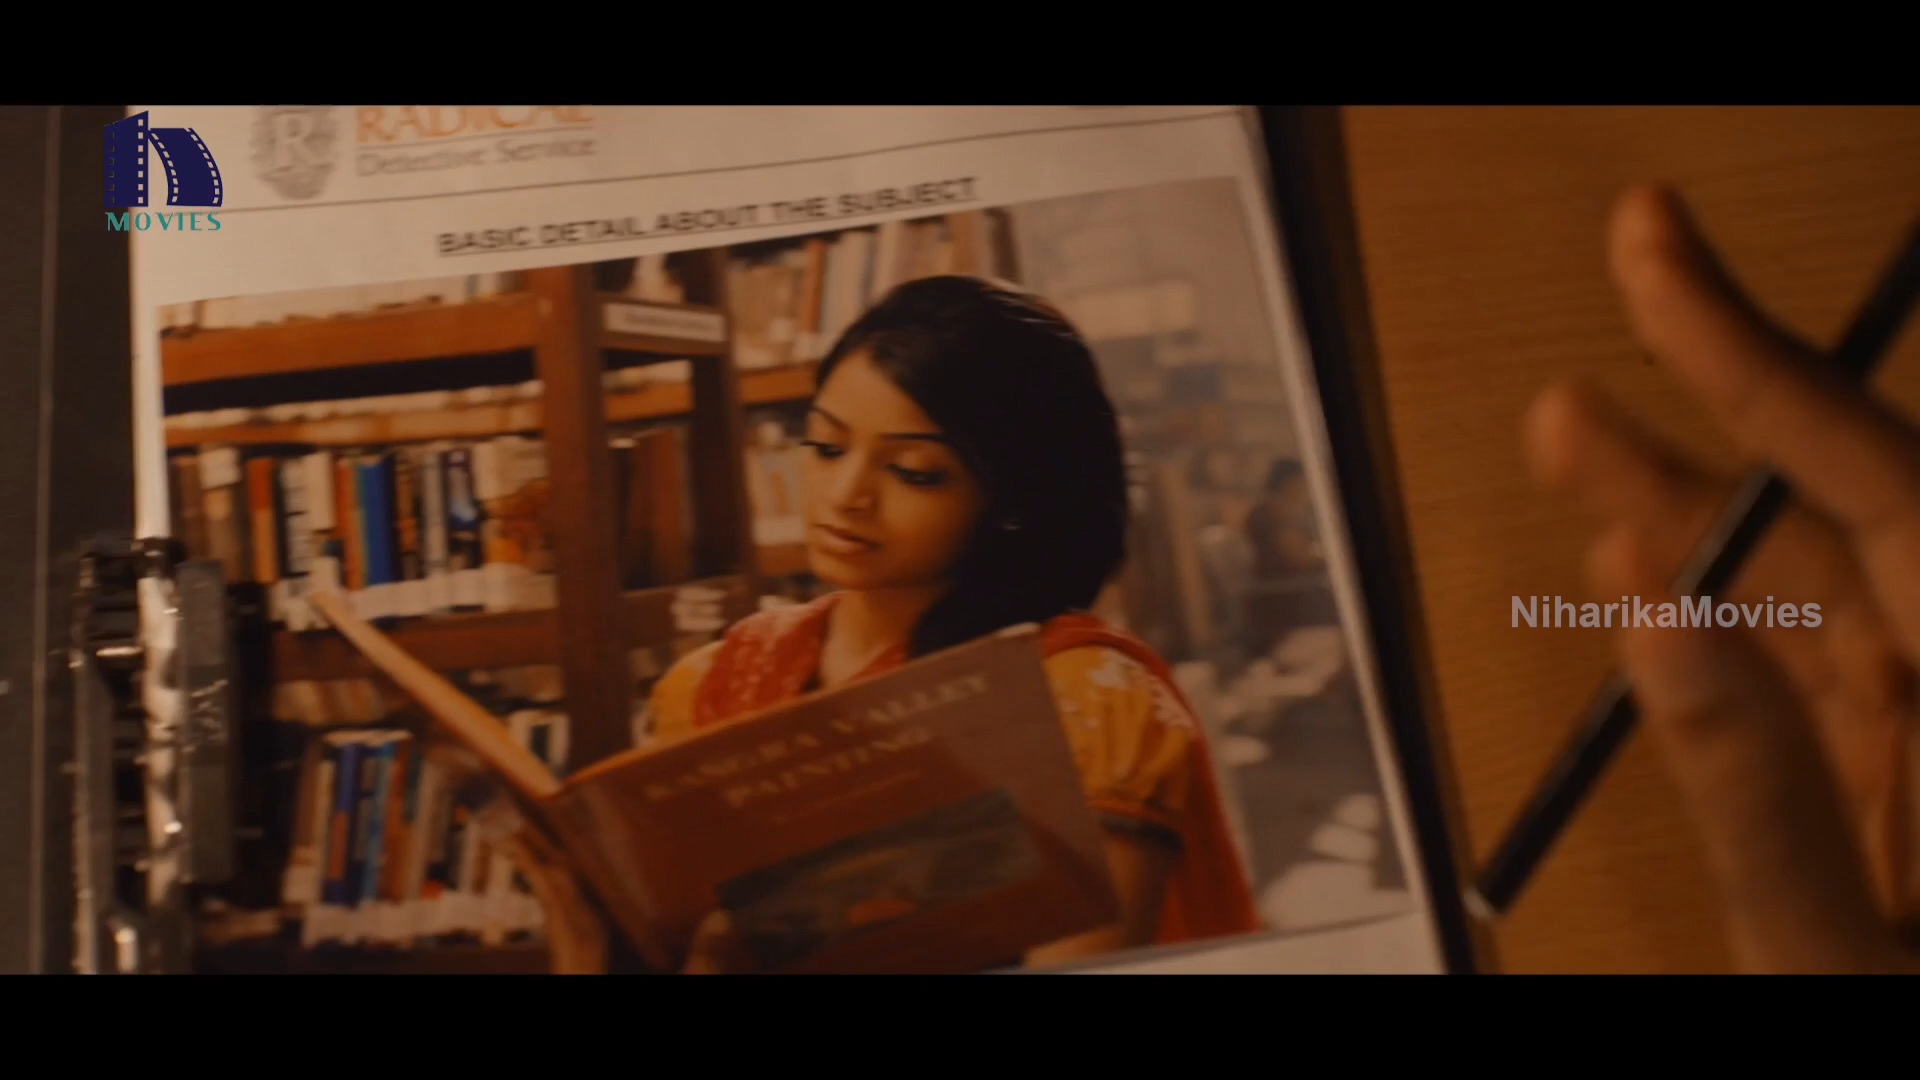 RADICAL
Detective Service
MOVIES
BASIC DETAIL ABOUT THE SUBJECT
NiharikaMovies
KANGRA VALLEY
PAINTING